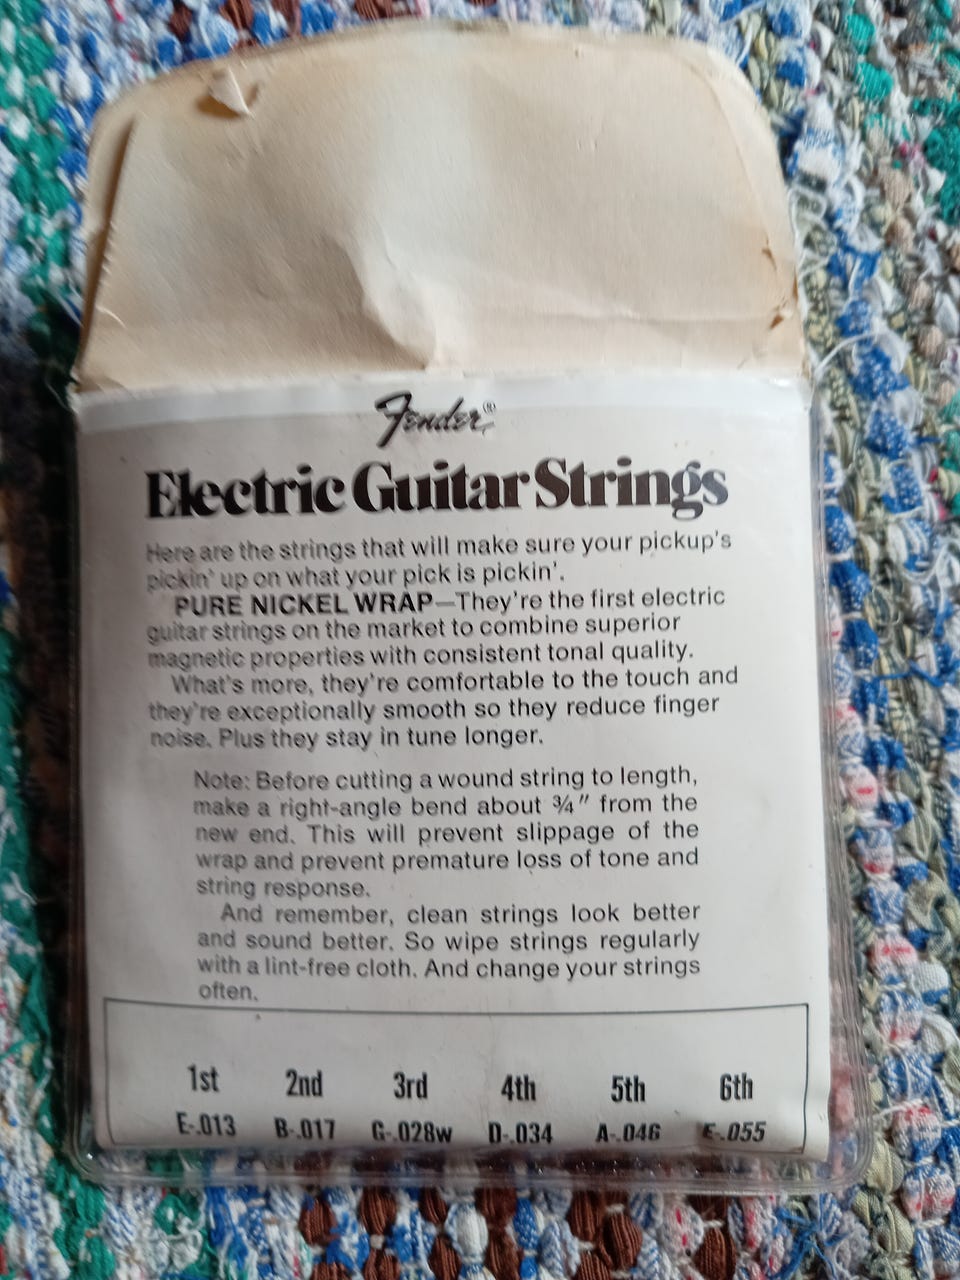 Fender®
Electric Guitar Strings
Here are the strings that will make sure your pickup's
pickin' up on what your pick is pickin'.
PURE NICKEL WRAP—They're the first electric
guitar strings on the market to combine superior
magnetic properties with consistent tonal quality.
What's more, they're comfortable to the touch and
they're exceptionally smooth so they reduce finger
noise. Plus they stay in tune longer.
Note: Before cutting a wound string to length,
make a right-angle bend about ¾″ from the
new end. This will prevent slippage of the
wrap and prevent premature loss of tone and
string response.
And remember, clean strings look better
and sound better. So wipe strings regularly
with a lint-free cloth. And change your strings
often.
1st 2nd 3rd 4th 5th 6th
E-.013 B-.017 G-.028w D-.034 A-.046 E-.055